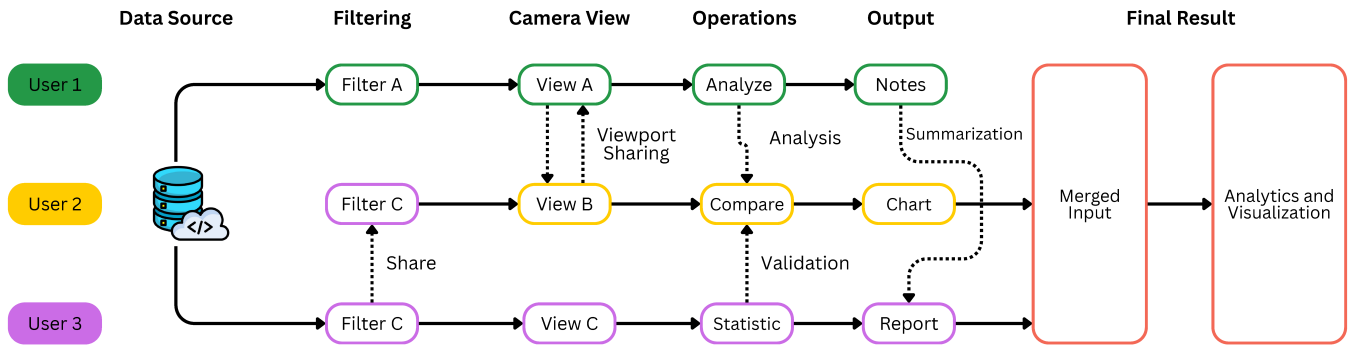 Data Source
Filtering
Camera View
Operations
Output
Final Result
User 1
Filter A
View A
Analyze
Notes
Viewport
Sharing
Analysis
Summarization
User 2
Filter C
View B
Compare
Chart
Merged
Input
Analytics and
Visualization
</>
Share
Validation
User 3
Filter C
View C
Statistic
Report